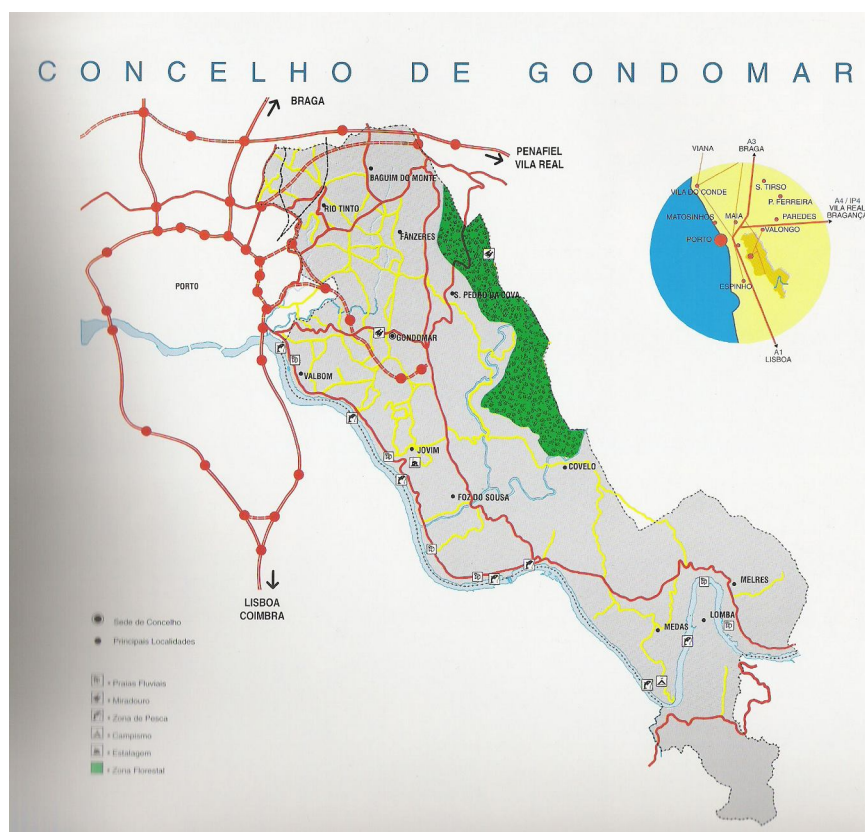 CONCELHO DE GONDOMAR
BRAGA
PENAFIEL
VILA REAL
BAGUIM DO MONTE
RIO TINTO
FÂNZERES
PORTO
S. PEDRO DA COVA
GONDOMAR
VALBOM
JOVIM
COVELO
FOZ DO SOUSA
MELRES
LOMBA
MEDAS
LISBOA
COIMBRA
A3
BRAGA
VIANA
S. TIRSO
VILA DO CONDE
P. FERREIRA
A4 / IP4
VILA REAL
BRAGANÇA
MATOSINHOS
MAIA
PAREDES
VALONGO
PORTO
ESPINHO
A1
LISBOA
Sede de Concelho
Principais Localidades
= Praias Fluviais
= Miradouro
= Zona de Pesca
= Campismo
= Estalagem
= Zona Florestal